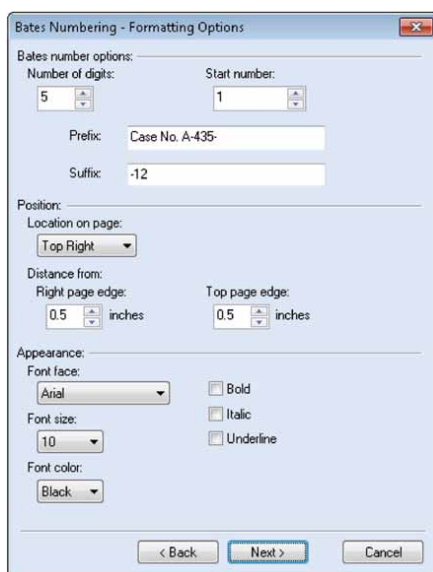 Bates Numbering - Formatting Options
Bates number options:
Number of digits: Start number:
5 1
Prefix: Case No. A-435-
Suffix: -12
Position:
Location on page:
Top Right
Distance from:
Right page edge: Top page edge:
0.5 inches 0.5 inches
Appearance:
Font face:
Arial Bold
Italic
Font size:
10 Underline
Font color:
Black
< Back Next > Cancel